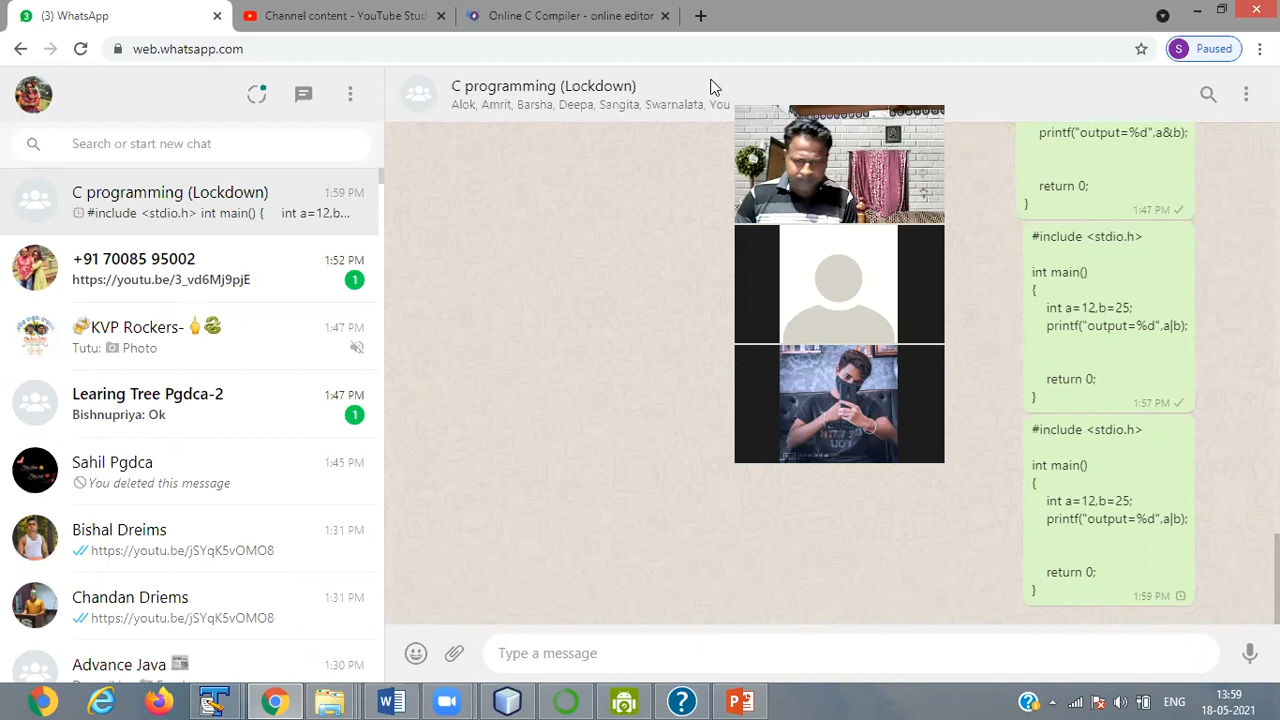 (3) WhatsApp
Channel content - YouTube Stud
Online C Compiler - online editor
web.whatsapp.com
S
Paused
C programming (Lockdown)
Alok, Amrit, Barsha, Deepa, Sangita, Swarnalata, You
Search or start new chat
C programming (Lockdown)
1:59 PM
#include <stdio.h> int main() { int a=12,b...
+91 70085 95002
1:52 PM
https://youtu.be/3_vd6Mj9pjE
1
KVP Rockers-
1:47 PM
Tutu: Photo
Learing Tree Pgdca-2
1:47 PM
Bishnupriya: Ok
1
Sahil Pgdca
1:45 PM
You deleted this message
Bishal Dreims
1:31 PM
https://youtu.be/jSYqK5vOMO8
Chandan Driems
1:31 PM
https://youtu.be/jSYqK5vOMO8
Advance Java
1:30 PM
printf("output=%d",a&b);
return 0;
}
1:47 PM
#include <stdio.h>
int main()
{
int a=12,b=25;
printf("output=%d",a|b);
return 0;
}
1:57 PM
#include <stdio.h>
int main()
{
int a=12,b=25;
printf("output=%d",a|b);
return 0;
}
1:59 PM
Type a message
ENG
13:59
18-05-2021